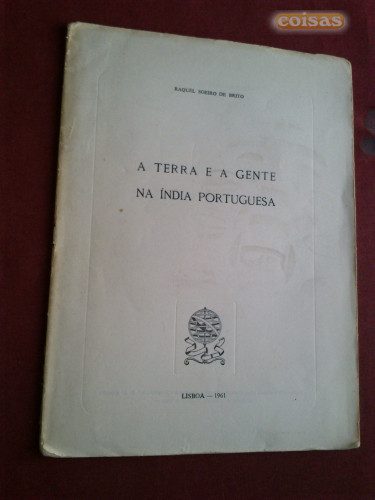 coisas
RAQUEL SOEIRO DE BRITO
A TERRA E A GENTE
NA ÍNDIA PORTUGUESA
LISBOA — 1961